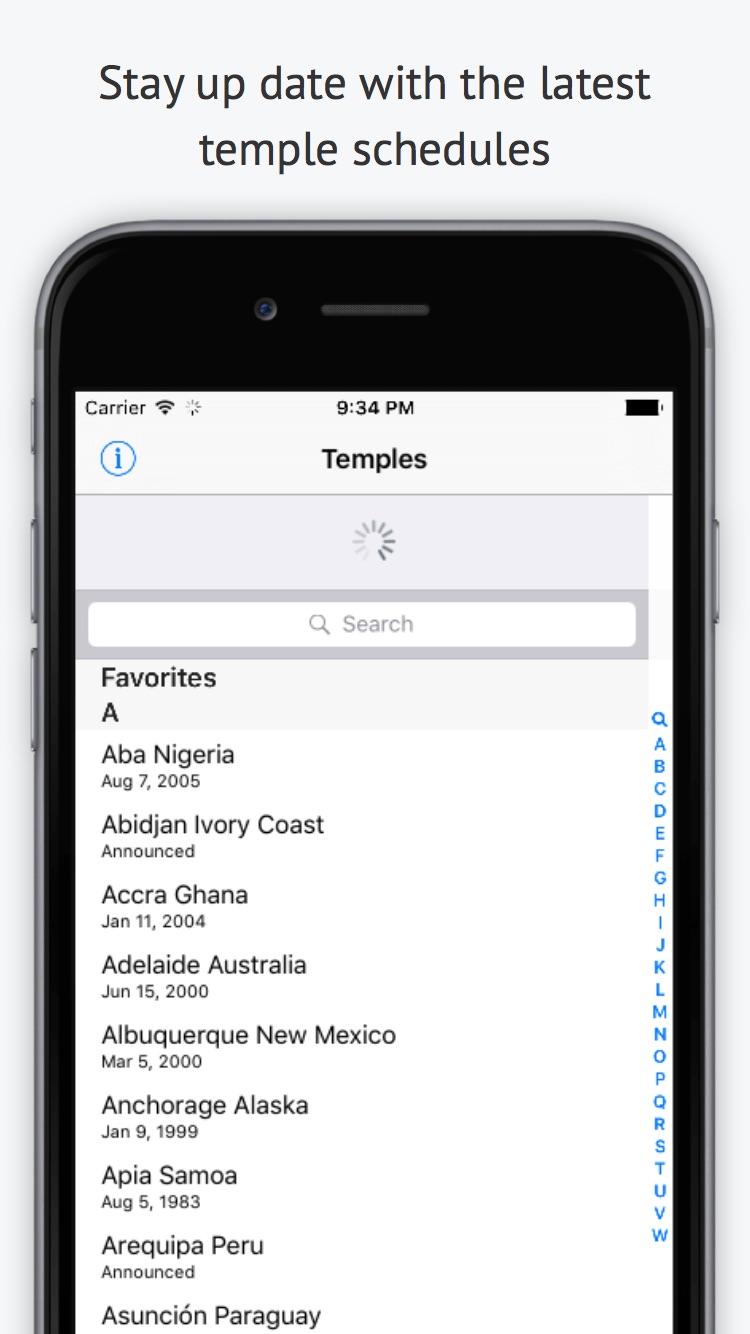 Stay up date with the latest
temple schedules
Carrier 9:34 PM
i
Temples
Search
Favorites
A
Aba Nigeria
Aug 7, 2005
Abidjan Ivory Coast
Announced
Accra Ghana
Jan 11, 2004
Adelaide Australia
Jun 15, 2000
Albuquerque New Mexico
Mar 5, 2000
Anchorage Alaska
Jan 9, 1999
Apia Samoa
Aug 5, 1983
Arequipa Peru
Announced
Asunción Paraguay
A
B
C
D
E
F
G
H
I
J
K
L
M
N
O
P
Q
R
S
T
U
V
W